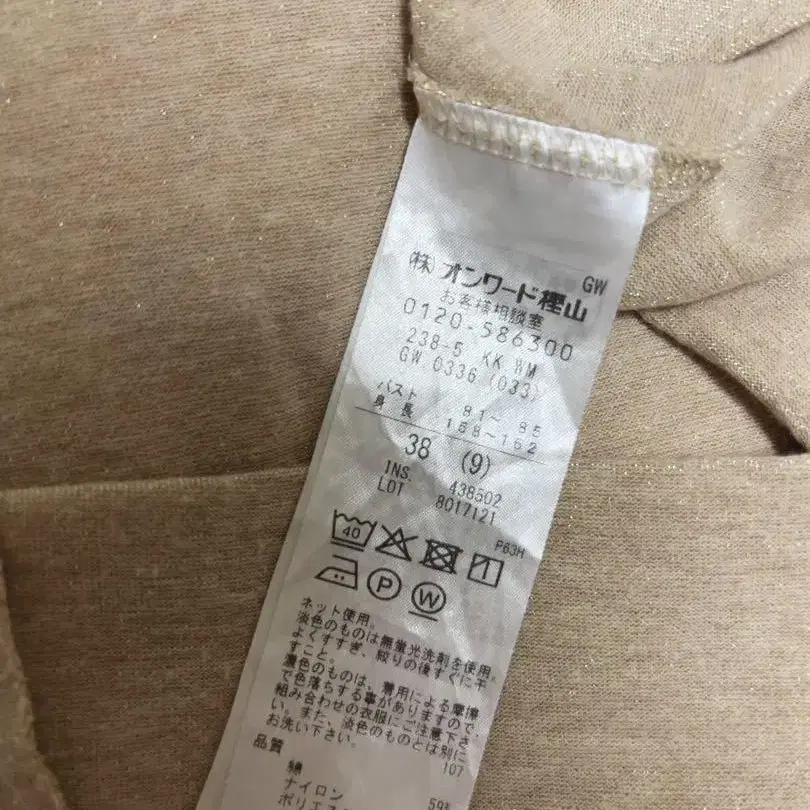 GW
(株)オンワード樫山
お客様相談室
0120-586300
238-5 KK WM
GW 0336 (033)
バスト 81～ 85
身長 158～162
38 (9)
INS. 438502
LOT 8017121
40
P63H
P
W
ネット使用。
淡色のものは無蛍光洗剤を使用。
よくすすぎ、絞りの後すぐに干
すこと。
濃色のものは、着用による摩擦
で色落ちする事がありますので、
組み合わせの衣服にご注意下さ
い。また、淡色のものとは別に
お洗い下さい。
107
品質
綿
ナイロン